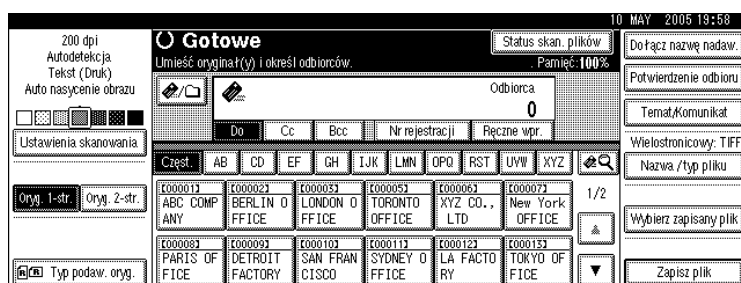 10 MAY 2005 19:58
200 dpi
Autodetekcja
Tekst (Druk)
Auto nasycenie obrazu
Ustawienia skanowania
Oryg. 1-str. Oryg. 2-str.
Typ podaw. oryg.
Gotowe
Status skan. plików
Umieść oryginał(y) i określ odbiorców.
. Pamięć:100%
Odbiorca
0
Do Cc Bcc Nr rejestracji Ręczne wpr.
Częst. AB CD EF GH IJK LMN OPQ RST UVW XYZ
[00001] [00002] [00003] [00005] [00006] [00007]
ABC COMP BERLIN O LONDON O TORONTO XYZ CO., New York
ANY FFICE FFICE OFFICE LTD OFFICE
1/2
[00008] [00009] [00010] [00011] [00012] [00013]
PARIS OF DETROIT SAN FRAN SYDNEY O LA FACTO TOKYO OF
FICE FACTORY CISCO FFICE RY FICE
Dołącz nazwę nadaw.
Potwierdzenie odbioru
Temat/Komunikat
Wielostronicowy: TIFF
Nazwa /typ pliku
Wybierz zapisany plik
Zapisz plik